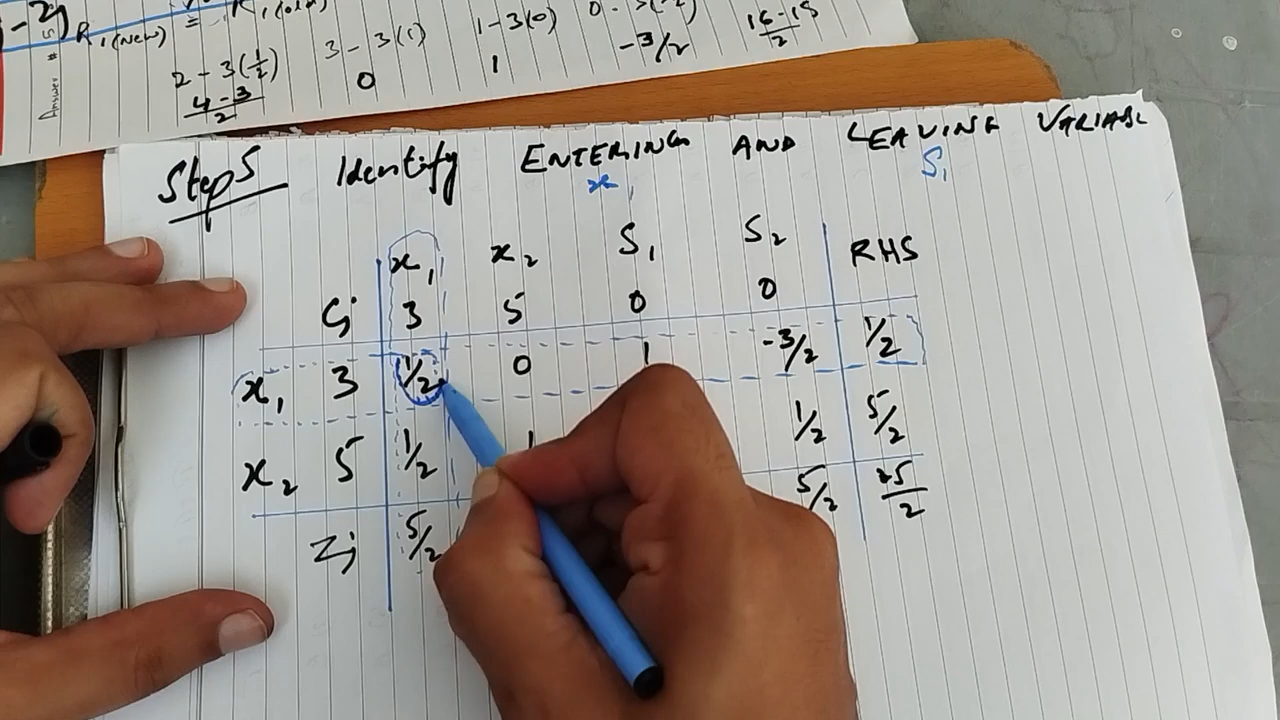 R1(New) =
2 - 3(1/2) 3 - 3(1) 1 - 3(0)
4-3/2 0 1 -3/2 16-15/2
Step 5 Identify ENTERING AND LEAVING VARIABL
x1 S1
x1 x2 S1 S2 RHS
Cj 3 5 0 0
x1 3 1/2 0 1 -3/2 1/2
x2 5 1/2 1 1/2 5/2
Zj 5/2 5/2 25/2